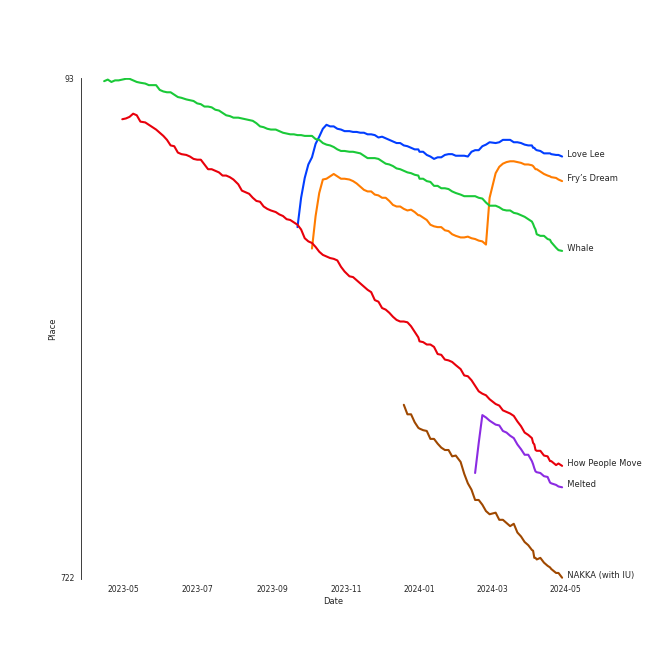 93
Love Lee
Fry's Dream
Whale
Place
How People Move
Melted
NAKKA (with IU)
722
2023-05 2023-07 2023-09 2023-11 2024-01 2024-03 2024-05
Date